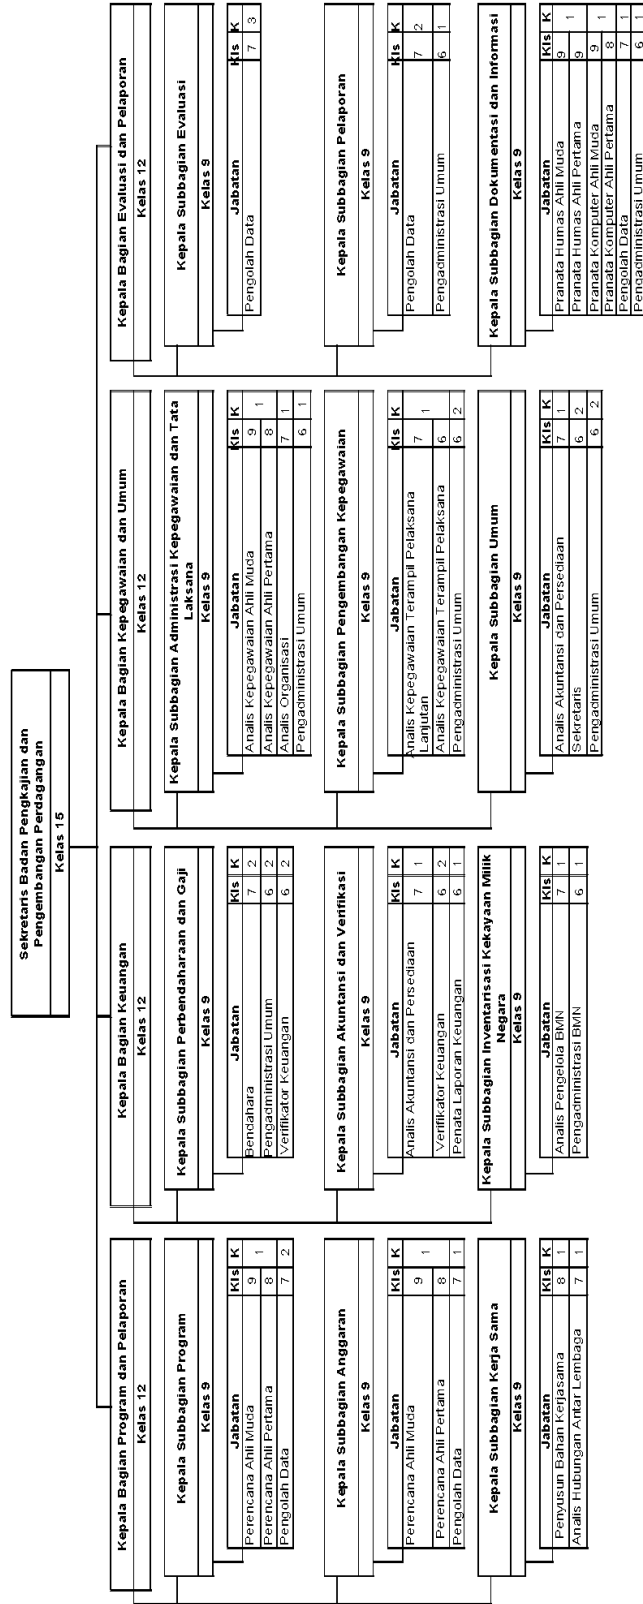 Sekretaris Badan Pengkajian dan
Pengembangan Perdagangan
Kelas 15
Kepala Bagian Program dan Pelaporan
Kelas 12
Kepala Subbagian Program
Kelas 9
Jabatan Kls K
Perencana Ahli Muda 9 1
Perencana Ahli Pertama 8
Pengolah Data 7 2
Kepala Subbagian Anggaran
Kelas 9
Jabatan Kls K
Perencana Ahli Muda 9 1
Perencana Ahli Pertama 8
Pengolah Data 7 1
Kepala Subbagian Kerja Sama
Kelas 9
Jabatan Kls K
Penyusun Bahan Kerjasama 8 1
Analis Hubungan Antar Lembaga 7 1
Kepala Bagian Keuangan
Kelas 12
Kepala Subbagian Perbendaharaan dan Gaji
Kelas 9
Jabatan Kls K
Bendahara 7 2
Pengadministrasi Umum 6 2
Verifikator Keuangan 6 2
Kepala Subbagian Akuntansi dan Verifikasi
Kelas 9
Jabatan Kls K
Analis Akuntansi dan Persediaan 7 1
Verifikator Keuangan 6 2
Penata Laporan Keuangan 6 1
Kepala Subbagian Inventarisasi Kekayaan Milik
Negara
Kelas 9
Jabatan Kls K
Analis Pengelola BMN 7 1
Pengadministrasi BMN 6 1
Kepala Bagian Kepegawaian dan Umum
Kelas 12
Kepala Subbagian Administrasi Kepegawaian dan Tata
Laksana
Kelas 9
Jabatan Kls K
Analis Kepegawaian Ahli Muda 9 1
Analis Kepegawaian Ahli Pertama 8
Analis Organisasi 7 1
Pengadministrasi Umum 6 1
Kepala Subbagian Pengembangan Kepegawaian
Kelas 9
Jabatan Kls K
Analis Kepegawaian Terampil Pelaksana
Lanjutan 7 1
Analis Kepegawaian Terampil Pelaksana 6
Pengadministrasi Umum 6 2
Kepala Subbagian Umum
Kelas 9
Jabatan Kls K
Analis Akuntansi dan Persediaan 7 1
Sekretaris 6 2
Pengadministrasi Umum 6 2
Kepala Bagian Evaluasi dan Pelaporan
Kelas 12
Kepala Subbagian Evaluasi
Kelas 9
Jabatan Kls K
Pengolah Data 7 3
Kepala Subbagian Pelaporan
Kelas 9
Jabatan Kls K
Pengolah Data 7 2
Pengadministrasi Umum 6 1
Kepala Subbagian Dokumentasi dan Informasi
Kelas 9
Jabatan Kls K
Pranata Humas Ahli Muda 9 1
Pranata Humas Ahli Pertama 9
Pranata Komputer Ahli Muda 9 1
Pranata Komputer Ahli Pertama 8
Pengolah Data 7 1
Pengadministrasi Umum 6 1